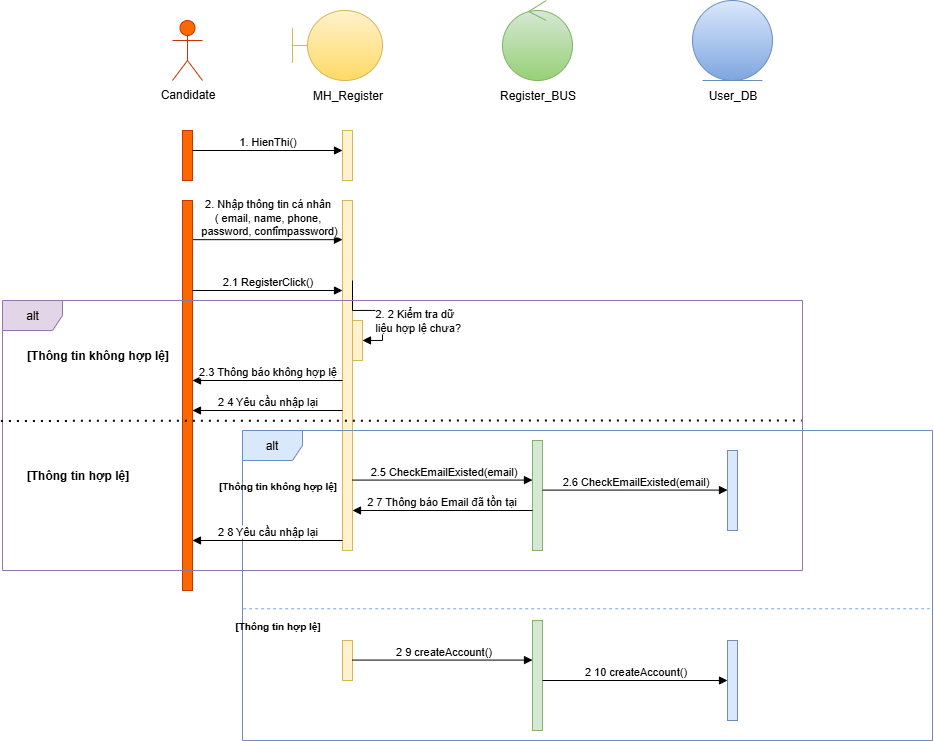 Candidate
MH_Register
Register_BUS
User_DB
1. HienThi()
2. Nhập thông tin cá nhân
( email, name, phone,
password, confimpassword)
2.1 RegisterClick()
alt
2. 2 Kiểm tra dữ
liệu hợp lệ chưa?
[Thông tin không hợp lệ]
2.3 Thông báo không hợp lệ
2 4 Yêu cầu nhập lại
alt
[Thông tin hợp lệ]
2.5 CheckEmailExisted(email)
2.6 CheckEmailExisted(email)
[Thông tin không hợp lệ]
2 7 Thông báo Email đã tồn tại
2 8 Yêu cầu nhập lại
[Thông tin hợp lệ]
2 9 createAccount()
2 10 createAccount()